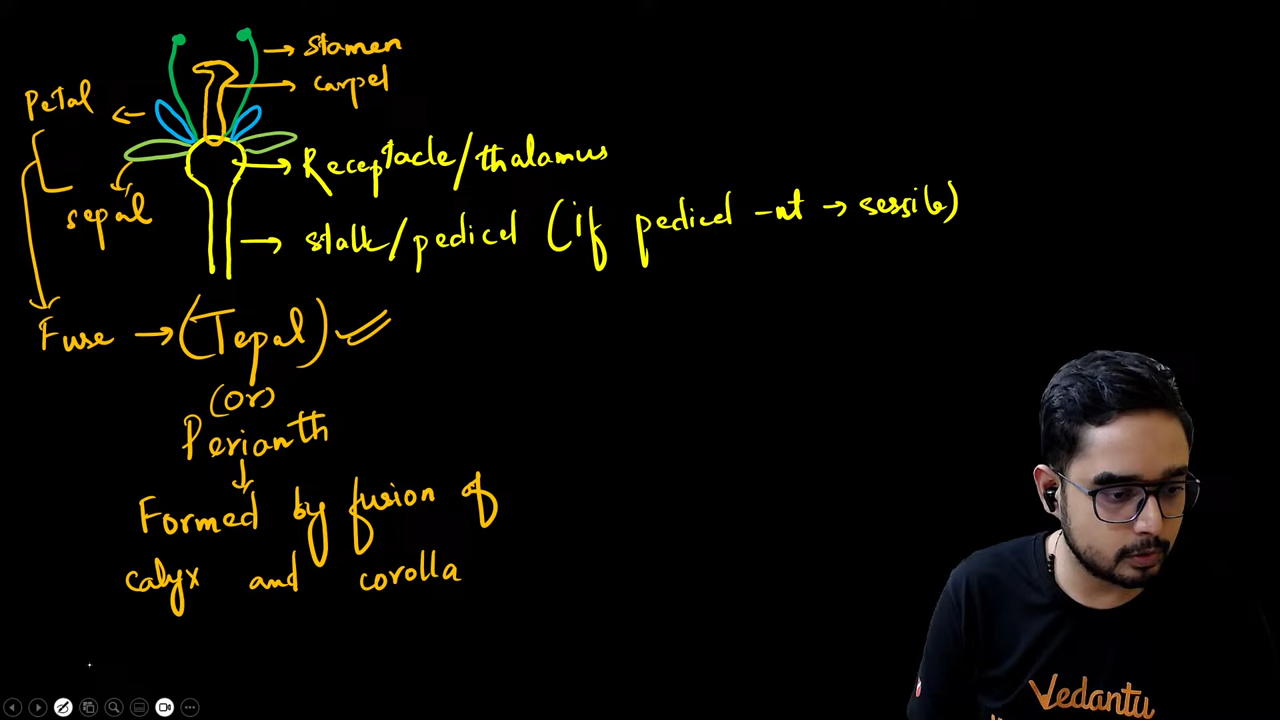 stamen
carpel
Petal
Receptacle/thalamus
sepal
stalk/pedicel (if pedicel -nt → sessile)
Fuse → (Tepal)
(or)
Perianth
Formed by fusion of
calyx and corolla
Vedantu